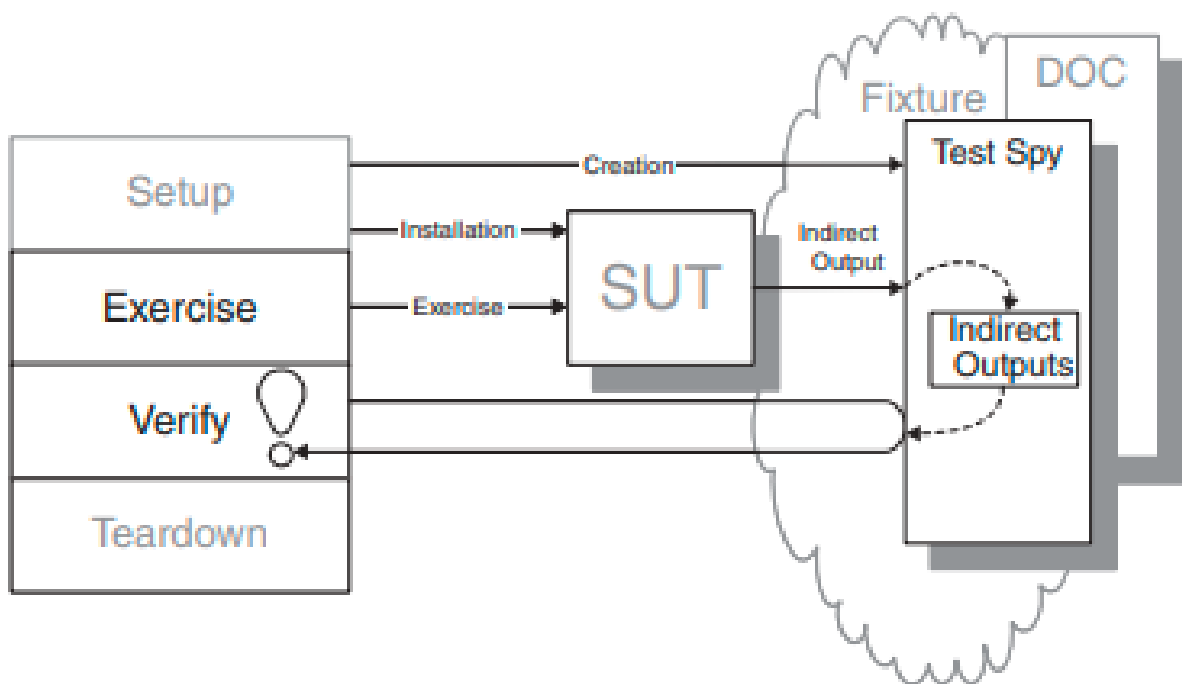 DOC
Fixture
Test Spy
Creation
Setup
Installation
Indirect
Output
SUT
Exercise
Exercise
Indirect
Outputs
Verify
Teardown